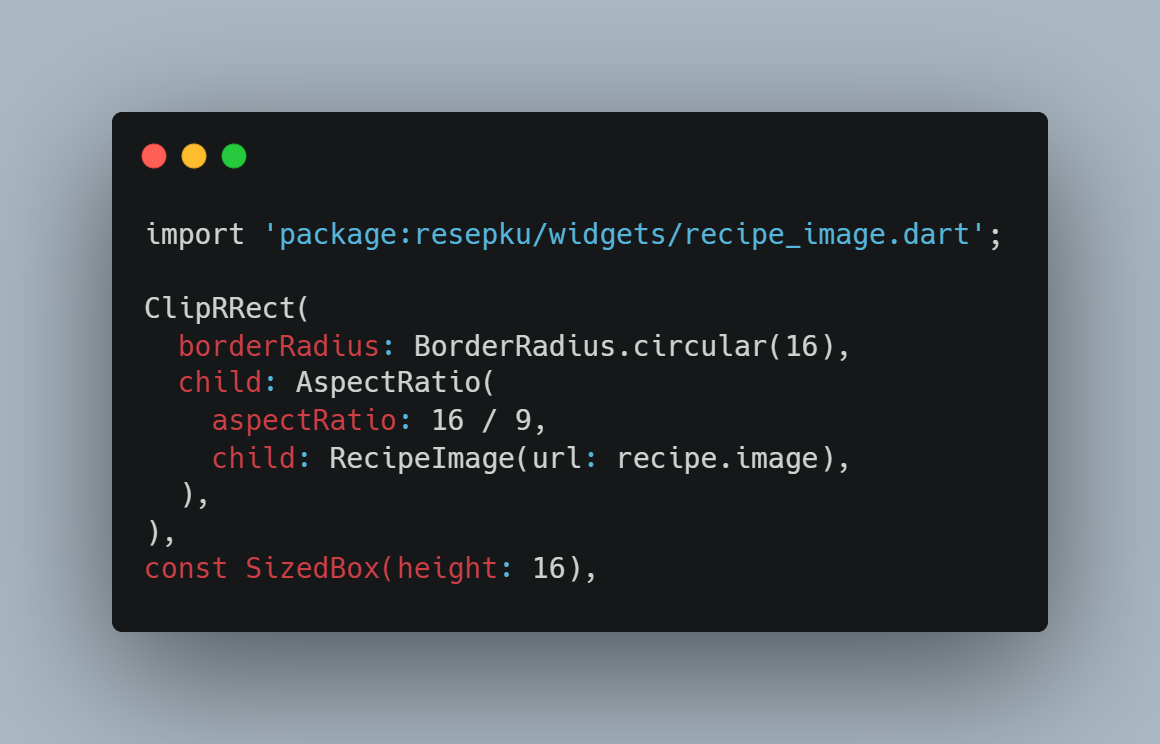 import 'package:resepku/widgets/recipe_image.dart';

ClipRRect(
  borderRadius: BorderRadius.circular(16),
  child: AspectRatio(
    aspectRatio: 16 / 9,
    child: RecipeImage(url: recipe.image),
  ),
),
const SizedBox(height: 16),